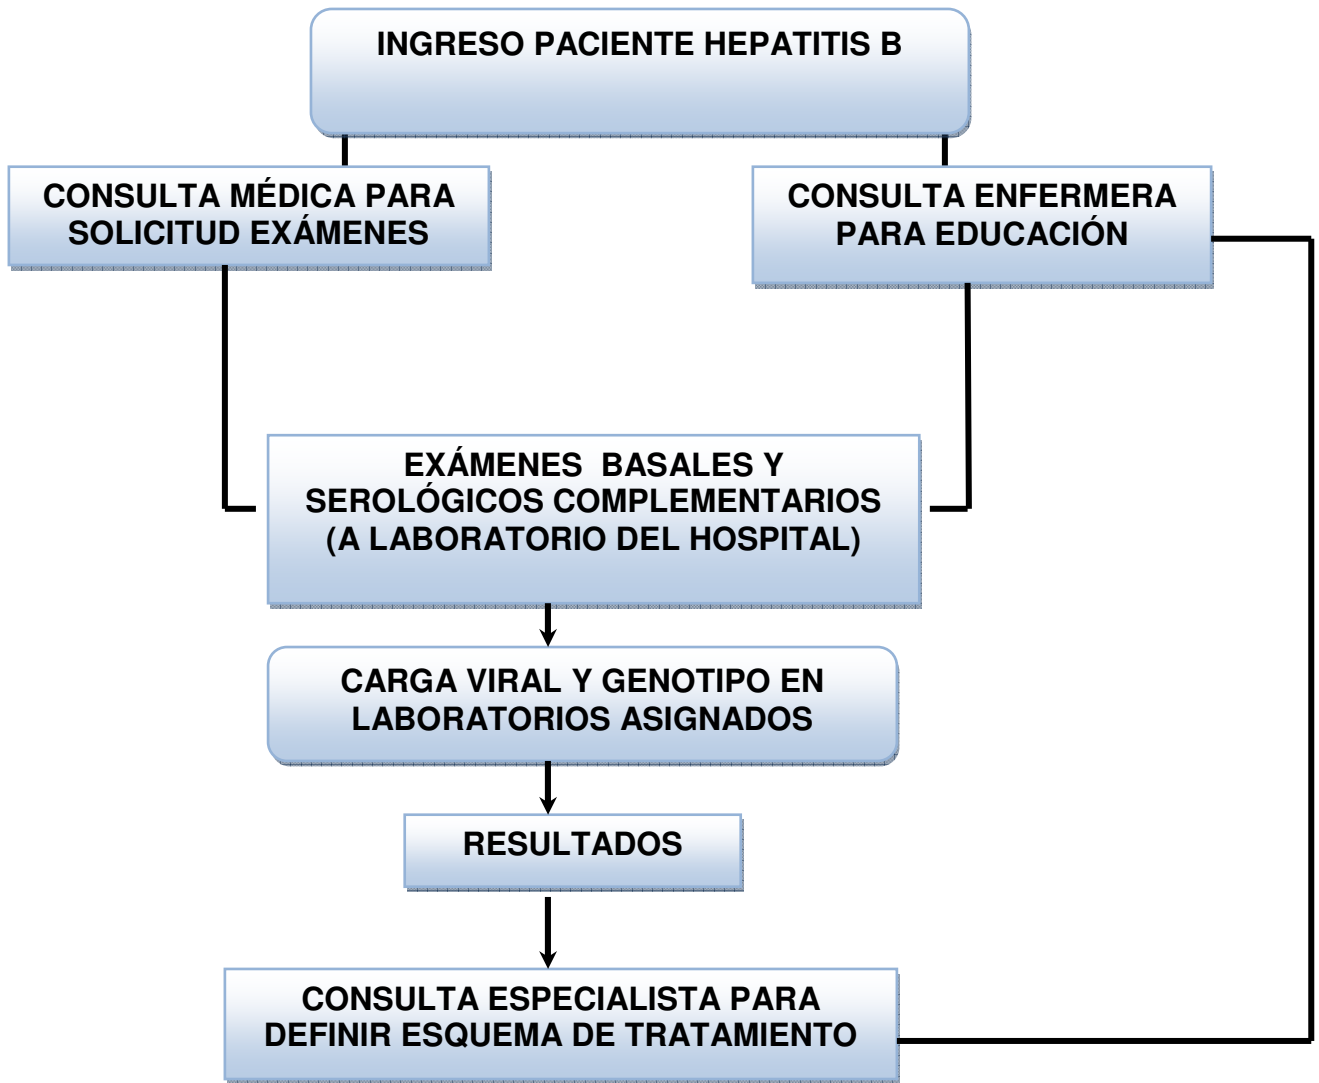 INGRESO PACIENTE HEPATITIS B
CONSULTA MÉDICA PARA
SOLICITUD EXÁMENES
CONSULTA ENFERMERA
PARA EDUCACIÓN
EXÁMENES BASALES Y
SEROLÓGICOS COMPLEMENTARIOS
(A LABORATORIO DEL HOSPITAL)
CARGA VIRAL Y GENOTIPO EN
LABORATORIOS ASIGNADOS
RESULTADOS
CONSULTA ESPECIALISTA PARA
DEFINIR ESQUEMA DE TRATAMIENTO